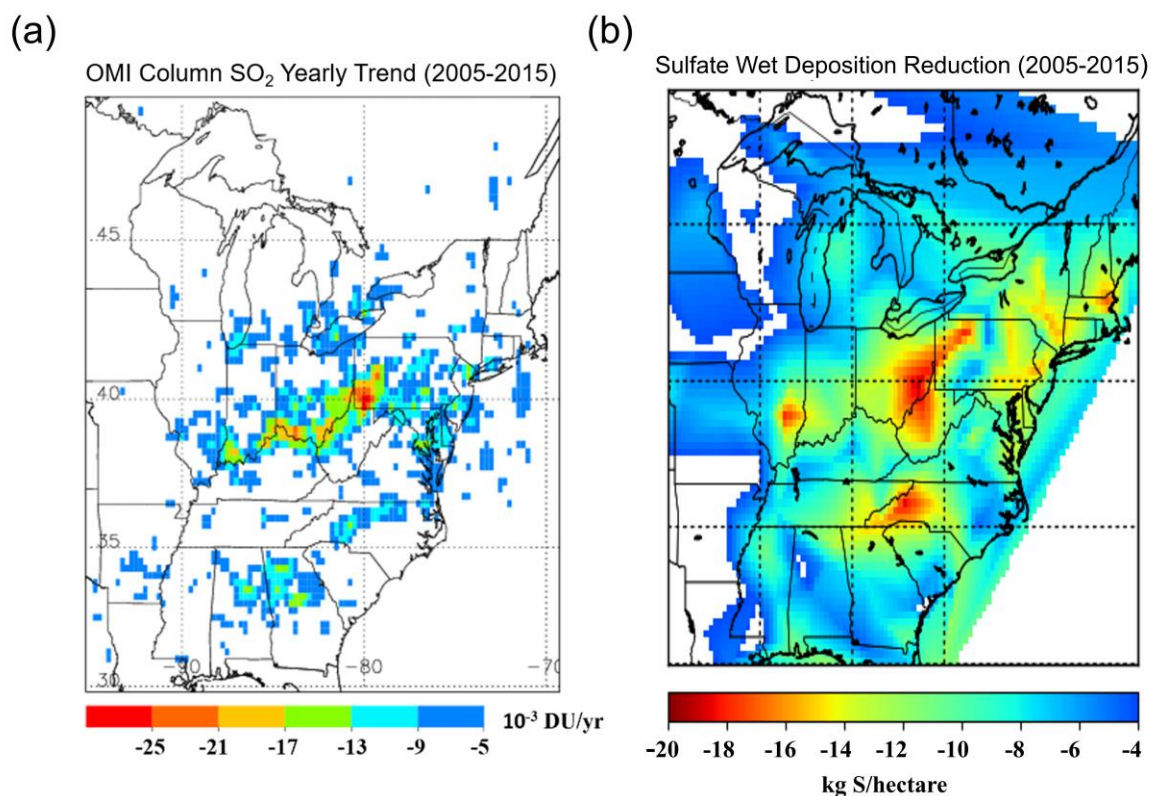 (a)
OMI Column SO₂ Yearly Trend (2005-2015)
45
40
35
30
-90
-80
-70
10⁻³ DU/yr
-25 -21 -17 -13 -9 -5
(b)
Sulfate Wet Deposition Reduction (2005-2015)
-20 -18 -16 -14 -12 -10 -8 -6 -4
kg S/hectare